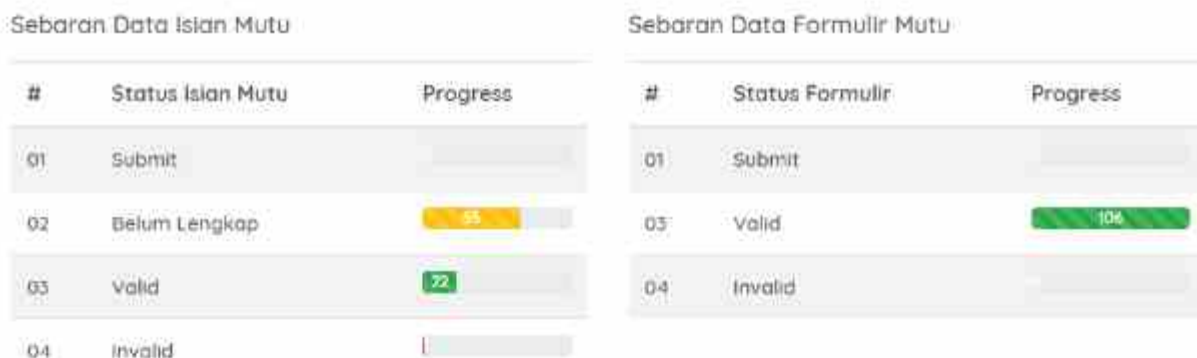 Sebaran Data Isian Mutu
# Status Isian Mutu Progress
01 Submit
02 Belum Lengkap 55
03 Valid 22
04 Invalid
Sebaran Data Formulir Mutu
# Status Formulir Progress
01 Submit
03 Valid 106
04 Invalid